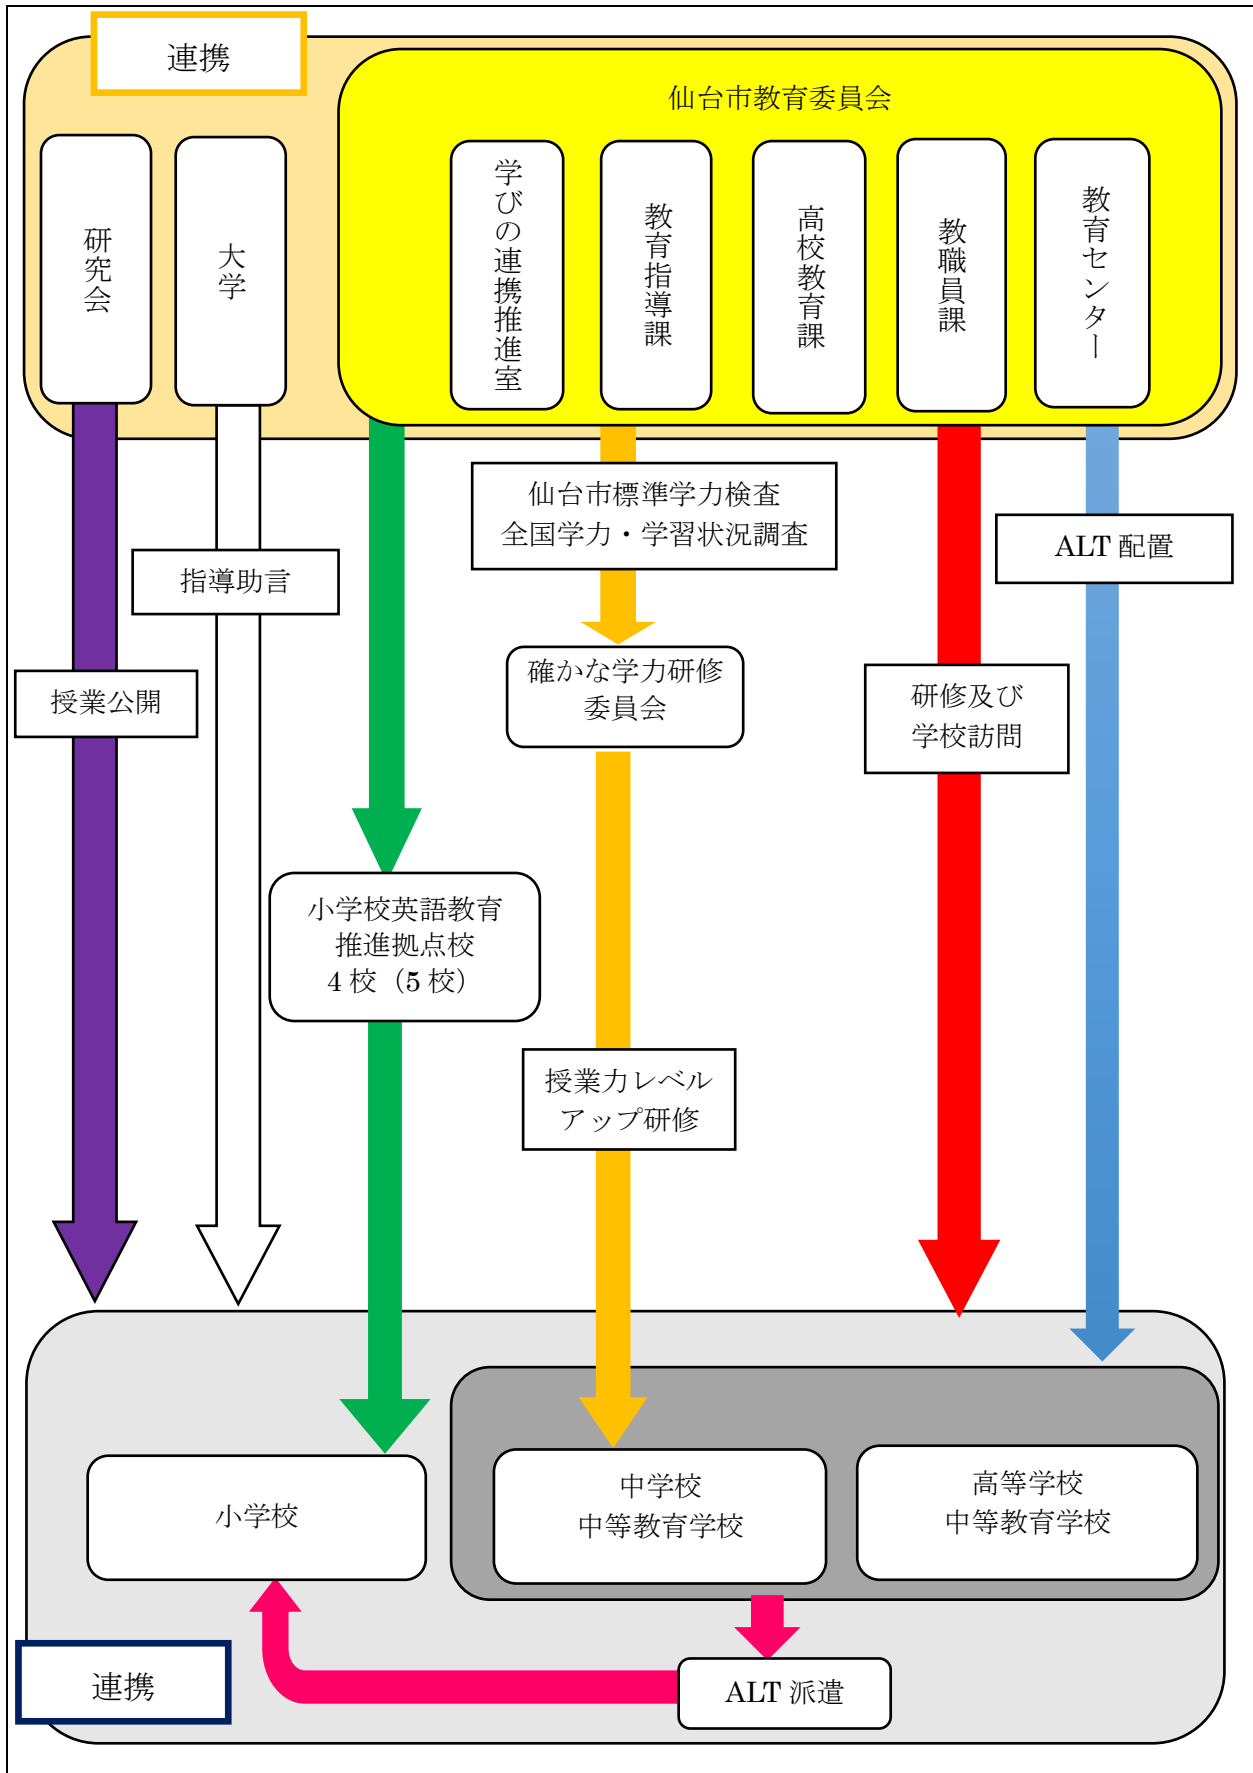 連携
仙台市教育委員会
研究会
大学
学びの連携推進室
教育指導課
高校教育課
教職員課
教育センター
仙台市標準学力検査
全国学力・学習状況調査
ALT 配置
指導助言
授業公開
確かな学力研修
委員会
研修及び
学校訪問
小学校英語教育
推進拠点校
4 校（5 校）
授業力レベル
アップ研修
小学校
中学校
中等教育学校
高等学校
中等教育学校
連携
ALT 派遣